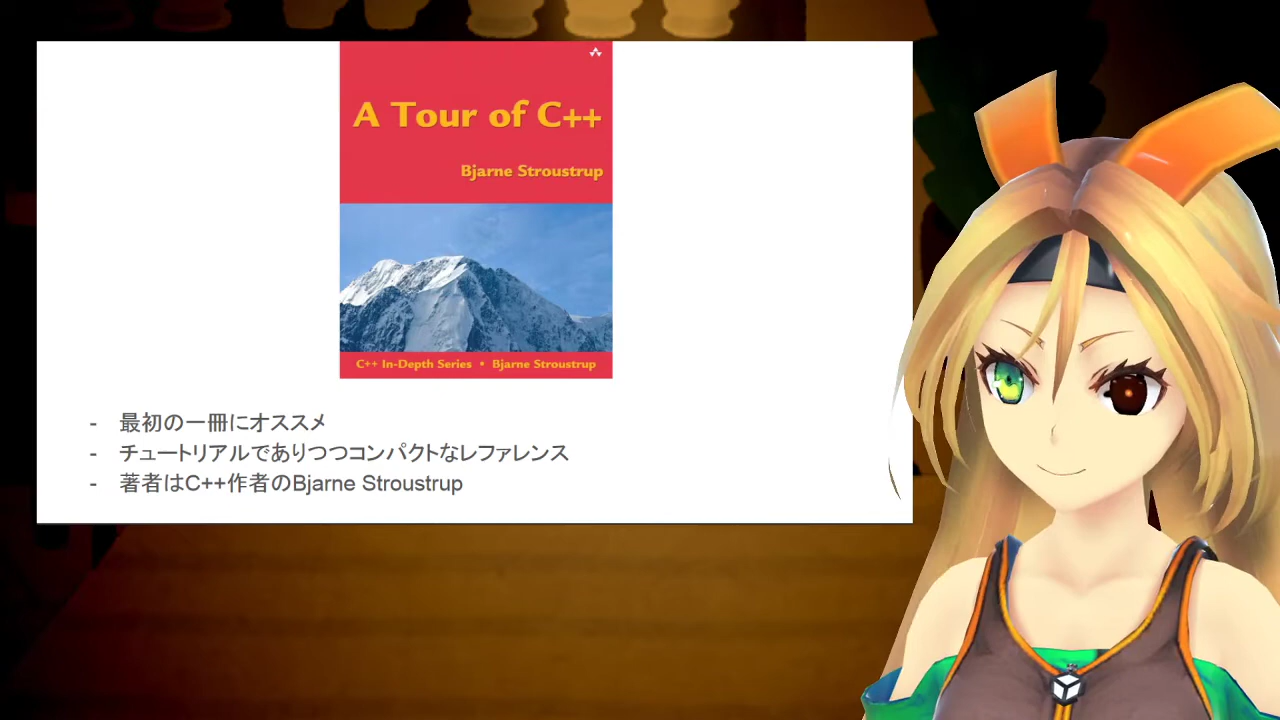 A Tour of C++
Bjarne Stroustrup
C++ In-Depth Series • Bjarne Stroustrup
- 最初の一冊にオススメ
- チュートリアルでありつつコンパクトなレファレンス
- 著者はC++作者のBjarne Stroustrup